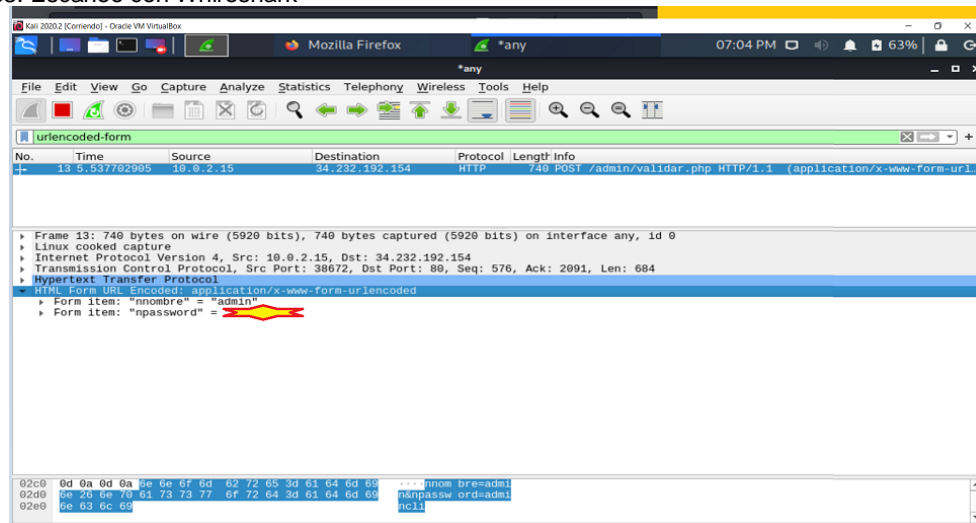 Kali 2020.2 [Corriendo] - Oracle VM VirtualBox
Mozilla Firefox
*any
07:04 PM
63%
*any
File Edit View Go Capture Analyze Statistics Telephony Wireless Tools Help
urlencoded-form
No. Time Source Destination Protocol Length Info
13 5.537702905 10.0.2.15 34.232.192.154 HTTP 740 POST /admin/validar.php HTTP/1.1 (application/x-www-form-url…
Frame 13: 740 bytes on wire (5920 bits), 740 bytes captured (5920 bits) on interface any, id 0
Linux cooked capture
Internet Protocol Version 4, Src: 10.0.2.15, Dst: 34.232.192.154
Transmission Control Protocol, Src Port: 38672, Dst Port: 80, Seq: 576, Ack: 2091, Len: 684
Hypertext Transfer Protocol
HTML Form URL Encoded: application/x-www-form-urlencoded
Form item: "nnombre" = "admin"
Form item: "npassword" =
02c0 0d 0a 0d 0a 6e 6e 6f 6d 62 72 65 3d 61 64 6d 69 ····nnom bre=admi
02d0 6e 26 6e 70 61 73 73 77 6f 72 64 3d 61 64 6d 69 n&npassw ord=admi
02e0 6e 63 6c 69 ncli